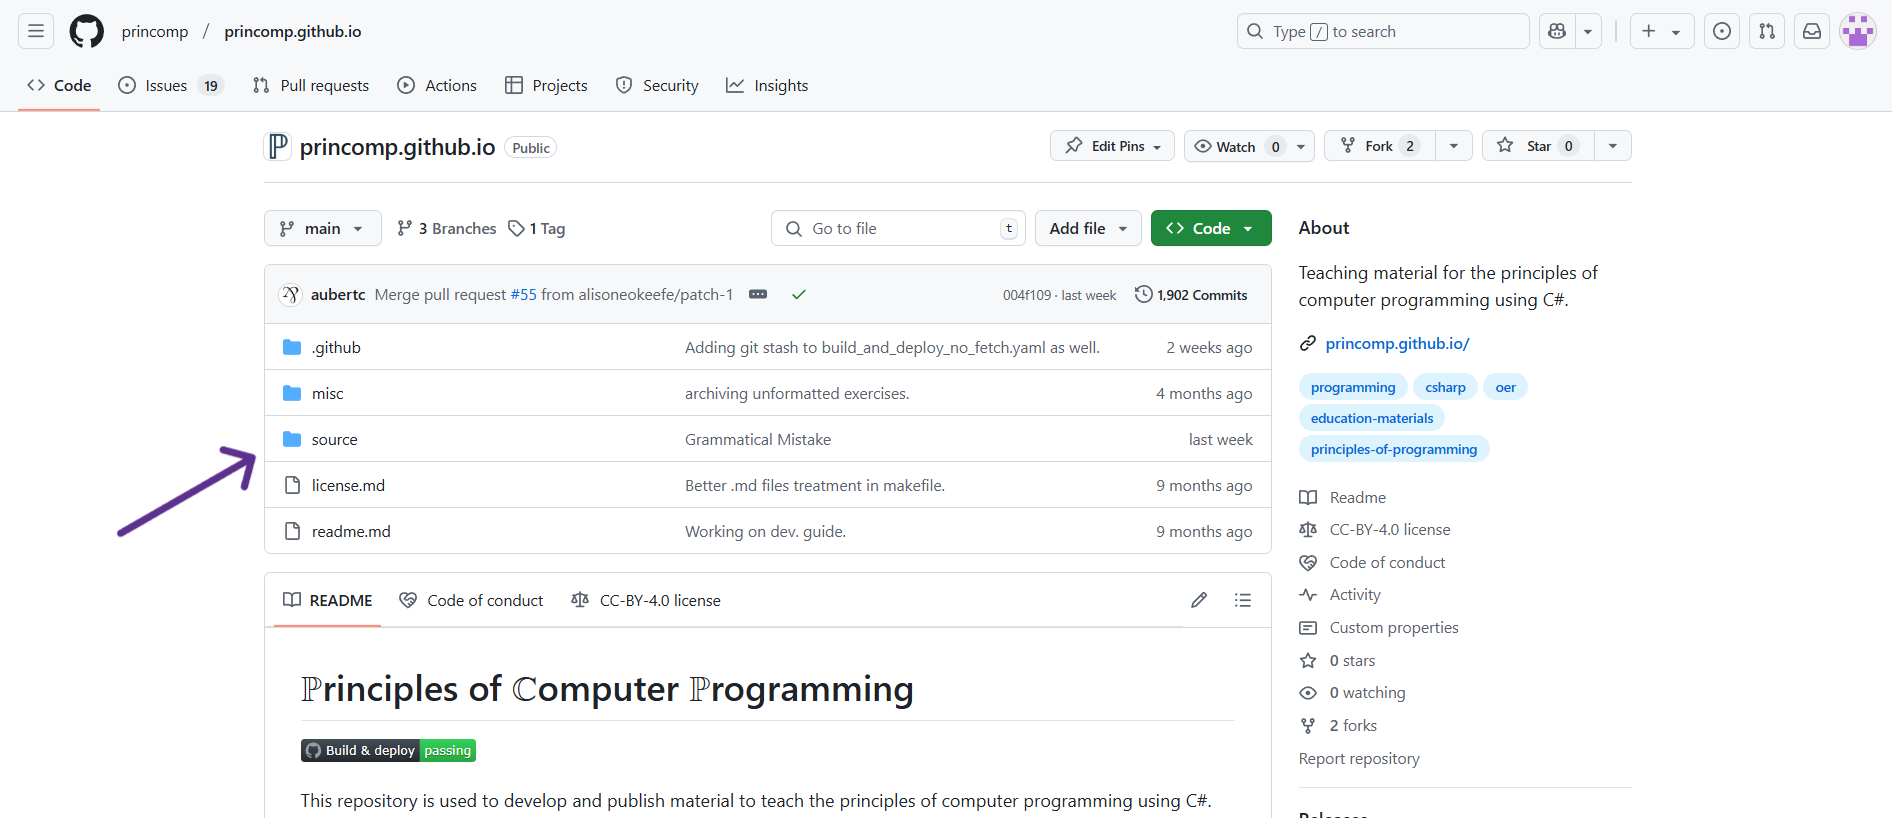 princomp / princomp.github.io Type / to search
Code Issues 19 Pull requests Actions Projects Security Insights
princomp.github.io Public Edit Pins Watch 0 Fork 2 Star 0
main 3 Branches 1 Tag Go to file t Add file Code
About
Teaching material for the principles of
computer programming using C#.
princomp.github.io/
programming csharp oer
education-materials
principles-of-programming
Readme
CC-BY-4.0 license
Code of conduct
Activity
Custom properties
0 stars
0 watching
2 forks
Report repository
aubertc Merge pull request #55 from alisoneokeefe/patch-1 004f109 · last week 1,902 Commits
.github Adding git stash to build_and_deploy_no_fetch.yaml as well. 2 weeks ago
misc archiving unformatted exercises. 4 months ago
source Grammatical Mistake last week
license.md Better .md files treatment in makefile. 9 months ago
readme.md Working on dev. guide. 9 months ago
README Code of conduct CC-BY-4.0 license
ℙrinciples of ℂomputer ℙrogramming
Build & deploy passing
This repository is used to develop and publish material to teach the principles of computer programming using C#.